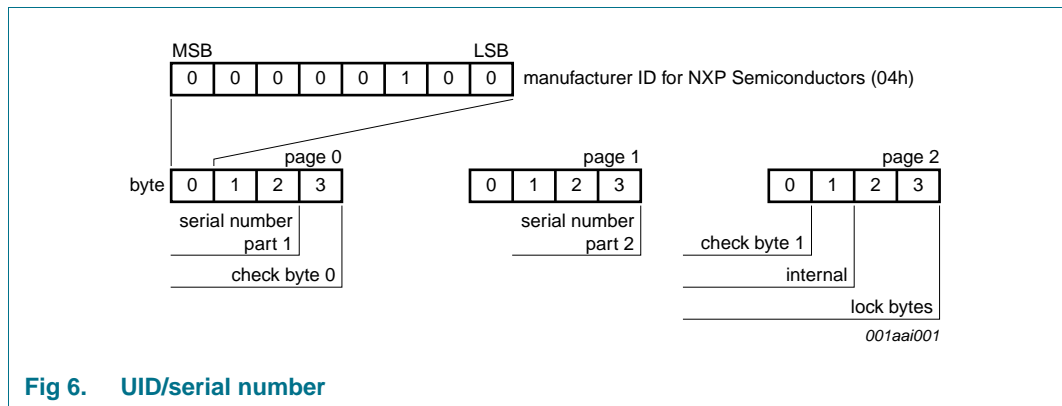 MSB LSB
0 0 0 0 0 1 0 0 manufacturer ID for NXP Semiconductors (04h)
page 0 page 1 page 2
byte 0 1 2 3 0 1 2 3 0 1 2 3
serial number serial number
part 1 part 2 check byte 1
check byte 0 internal
lock bytes
001aai001
Fig 6. UID/serial number